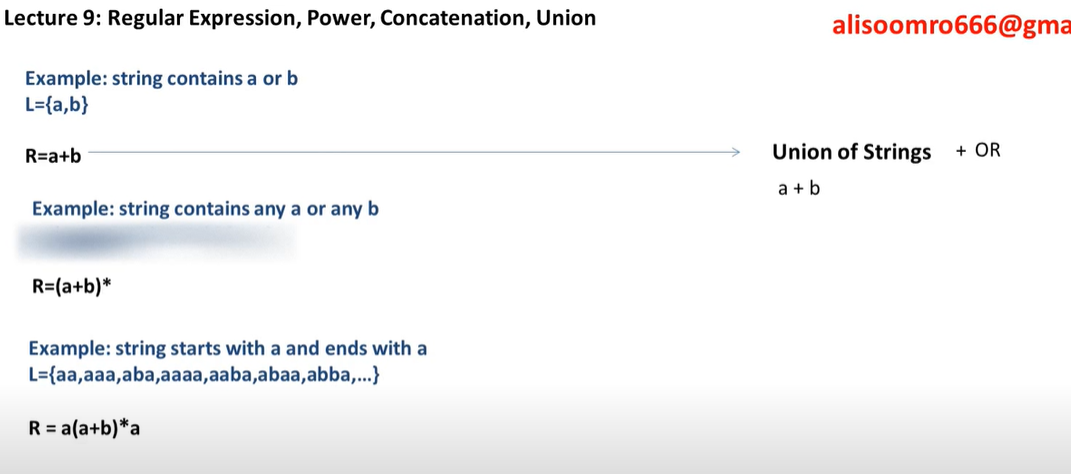 Lecture 9: Regular Expression, Power, Concatenation, Union
alisoomro666@gma
Example: string contains a or b
L={a,b}
R=a+b
Union of Strings + OR
a + b
Example: string contains any a or any b
R=(a+b)*
Example: string starts with a and ends with a
L={aa,aaa,aba,aaaa,aaba,abaa,abba,...}
R = a(a+b)*a